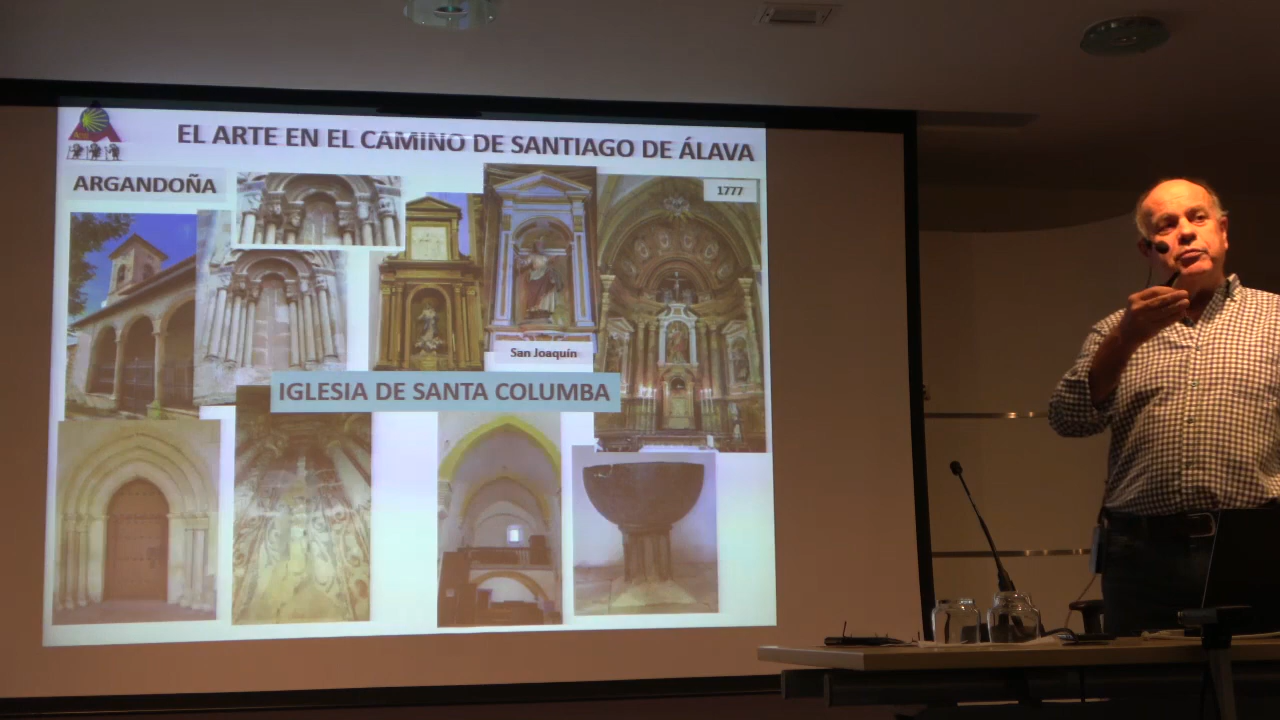 EL ARTE EN EL CAMINO DE SANTIAGO DE ÁLAVA
ARGANDOÑA
1777
San Joaquín
IGLESIA DE SANTA COLUMBA